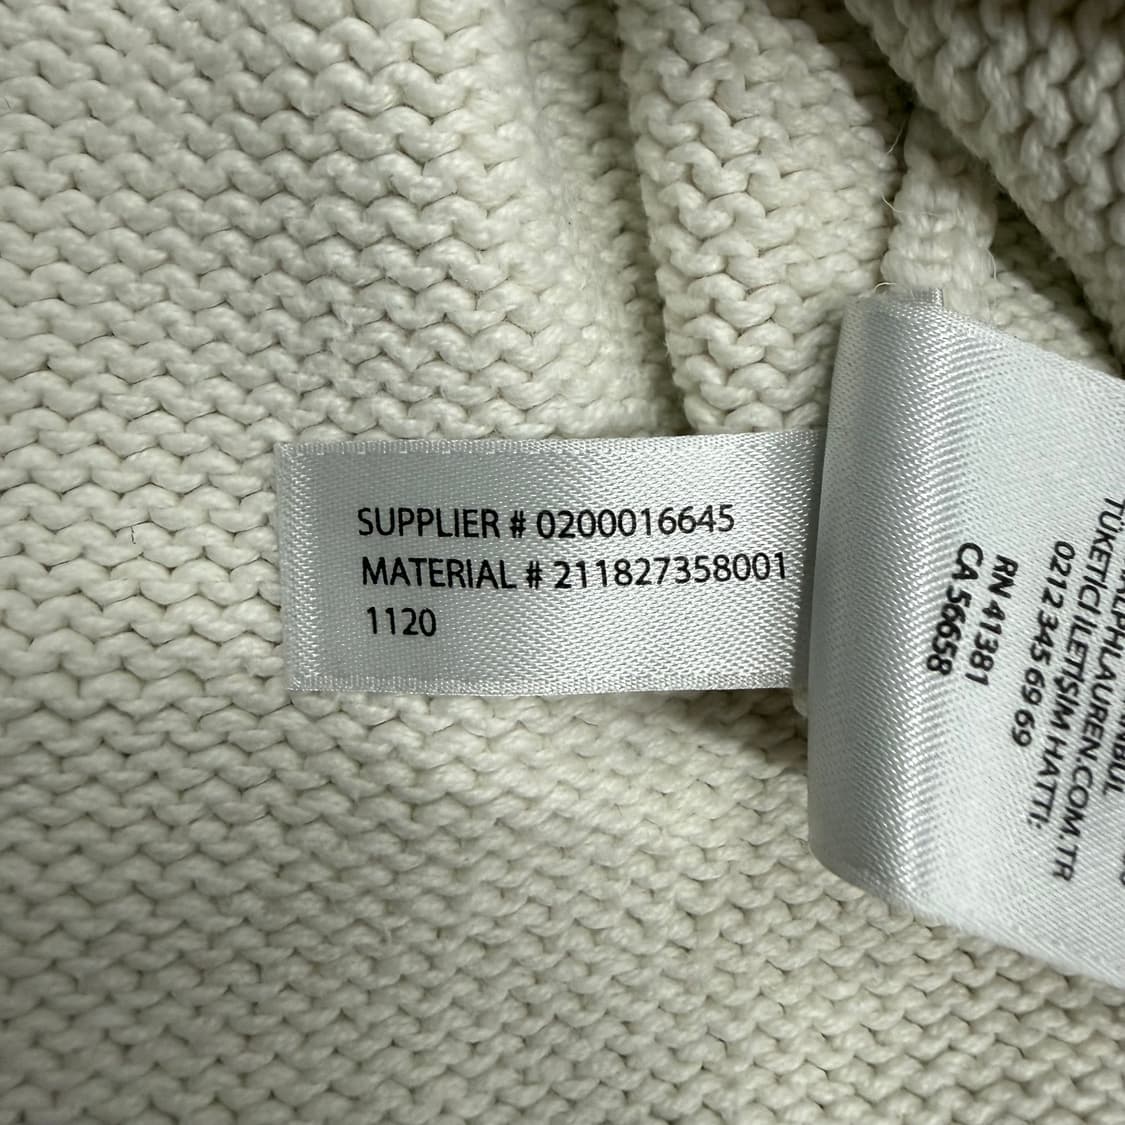 SUPPLIER # 0200016645
MATERIAL # 211827358001
1120
TÜKETİCİ İLETİŞİM HATTI:
0212 345 69 69
RN 41381
CA 56658